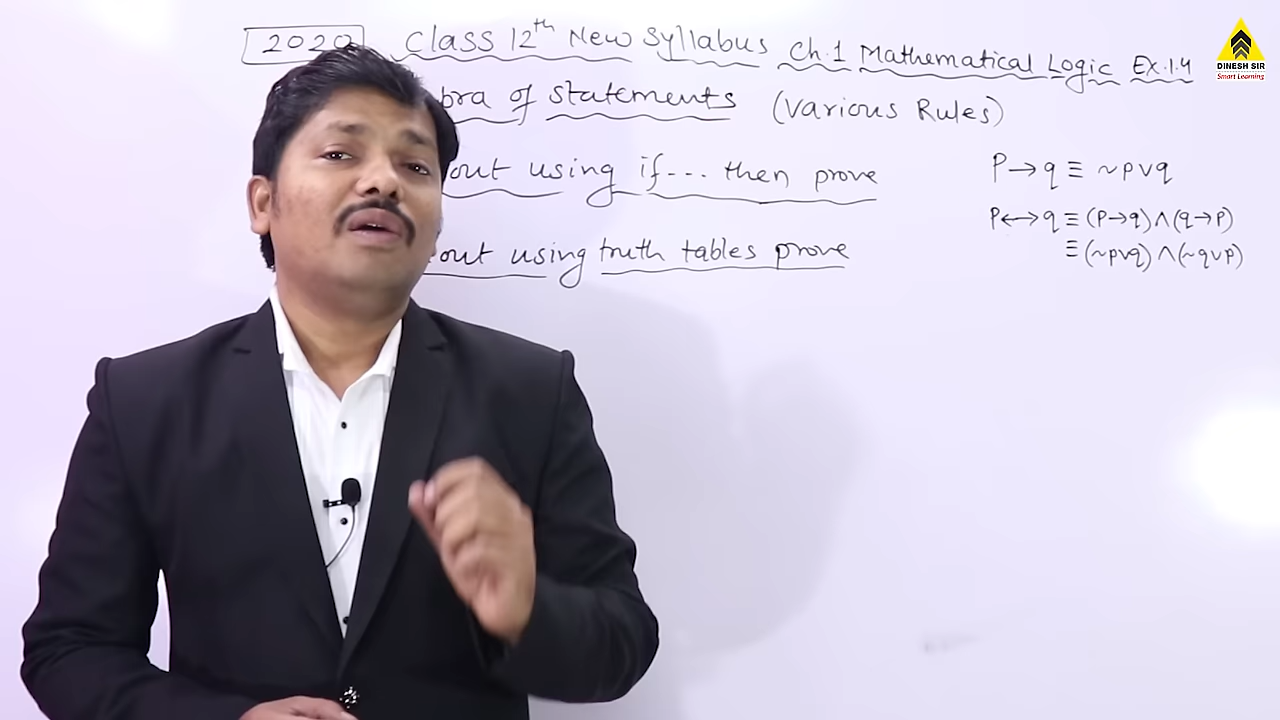 2020 Class 12th New Syllabus Ch.1 Mathematical Logic Ex.1.4
bra of statements (Various Rules)
out using if--- then prove
out using truth tables prove
P→q ≡ ~p∨q
P↔q ≡ (P→q)∧(q→P)
≡ (~p∨q)∧(~q∨p)
DINESH SIR
Smart Learning